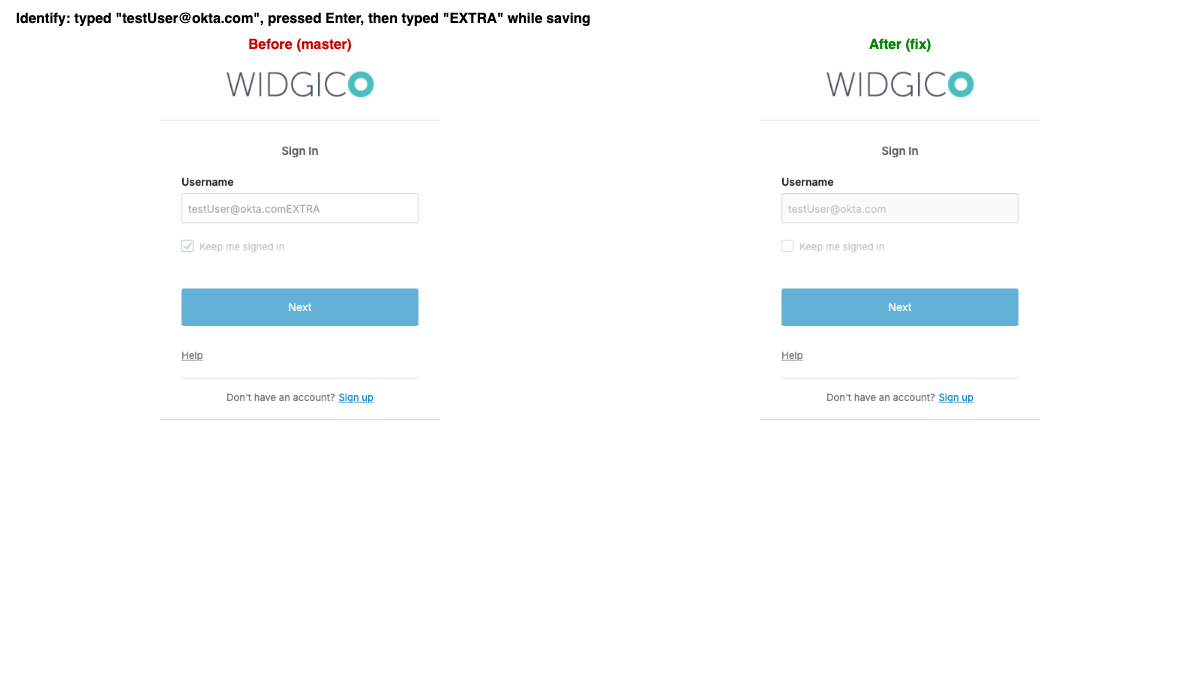 Identify: typed "testUser@okta.com", pressed Enter, then typed "EXTRA" while saving
Before (master)
WIDGICO
Sign In
Username
testUser@okta.comEXTRA
Keep me signed in
Next
Help
Don't have an account? Sign up
After (fix)
WIDGICO
Sign In
Username
testUser@okta.com
Keep me signed in
Next
Help
Don't have an account? Sign up